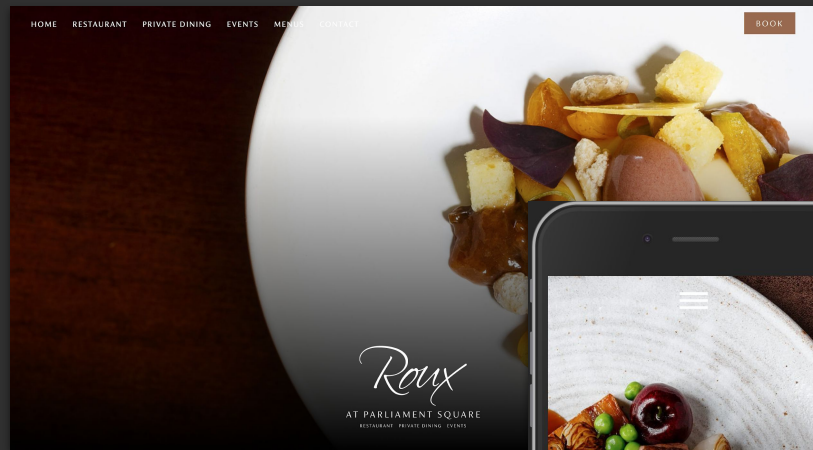 HOME RESTAURANT PRIVATE DINING EVENTS MENUS CONTACT
BOOK
Roux
AT PARLIAMENT SQUARE
RESTAURANT PRIVATE DINING EVENTS